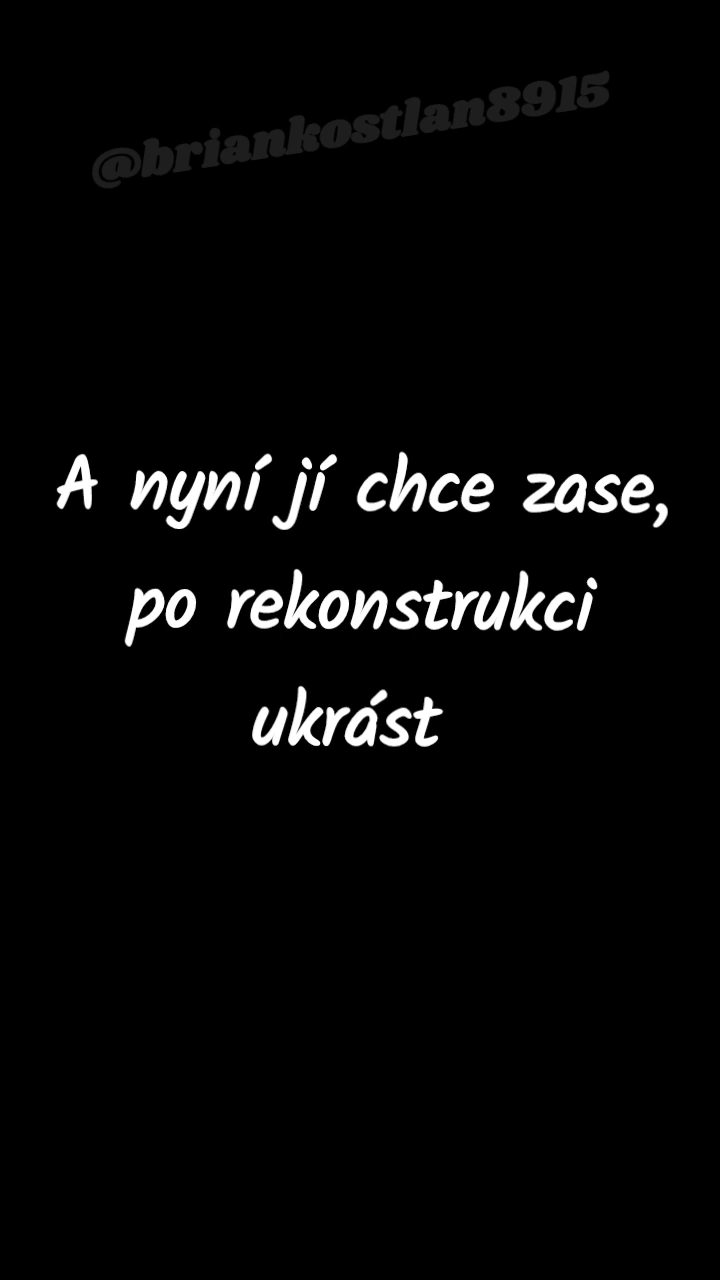 @briankostlan8915
A nyní jí chce zase,
po rekonstrukci
ukrást